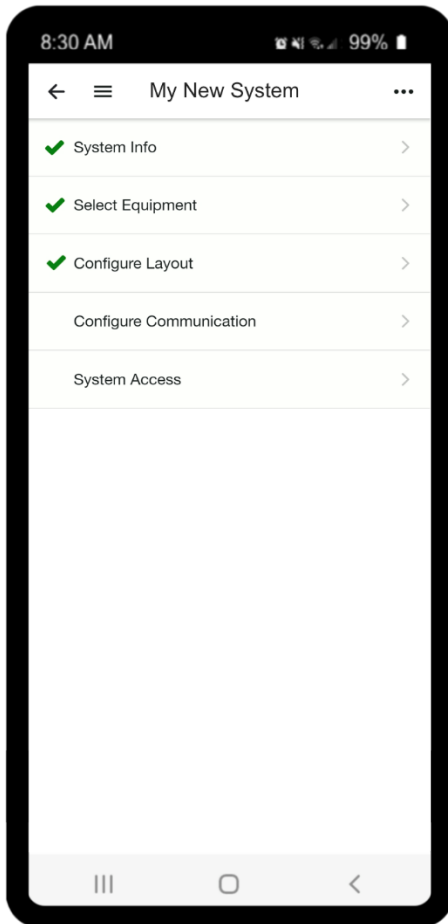 8:30 AM 99%
My New System
System Info
Select Equipment
Configure Layout
Configure Communication
System Access